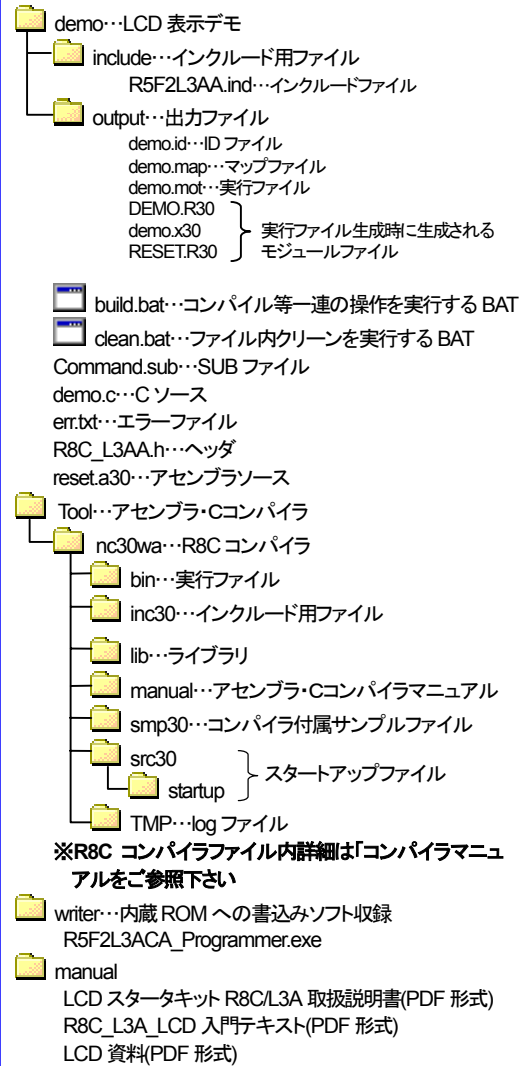 demo…LCD 表示デモ
include…インクルード用ファイル
R5F2L3AA.ind…インクルードファイル
output…出力ファイル
demo.id…ID ファイル
demo.map…マップファイル
demo.mot…実行ファイル
DEMO.R30
demo.x30 実行ファイル生成時に生成される
RESET.R30 モジュールファイル
build.bat…コンパイル等一連の操作を実行する BAT
clean.bat…ファイル内クリーンを実行する BAT
Command.sub…SUB ファイル
demo.c…C ソース
err.txt…エラーファイル
R8C_L3AA.h…ヘッダ
reset.a30…アセンブラソース
Tool…アセンブラ・Cコンパイラ
nc30wa…R8C コンパイラ
bin…実行ファイル
inc30…インクルード用ファイル
lib…ライブラリ
manual…アセンブラ・Cコンパイラマニュアル
smp30…コンパイラ付属サンプルファイル
src30
スタートアップファイル
startup
TMP…log ファイル
※R8C コンパイラファイル内詳細は「コンパイラマニュ
アルをご参照下さい
writer…内蔵 ROM への書込みソフト収録
R5F2L3ACA_Programmer.exe
manual
LCD スタータキット R8C/L3A 取扱説明書(PDF 形式)
R8C_L3A_LCD 入門テキスト(PDF 形式)
LCD 資料(PDF 形式)